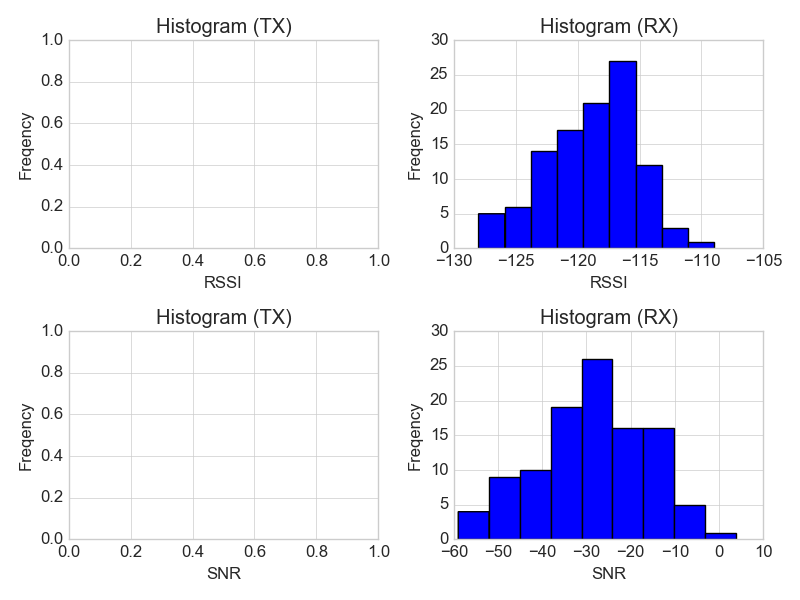 Histogram (TX)
1.0
0.8
0.6
0.4
0.2
0.0
Freqency
0.0 0.2 0.4 0.6 0.8 1.0
RSSI
Histogram (RX)
30
25
20
15
10
5
0
Freqency
−130 −125 −120 −115 −110 −105
RSSI
Histogram (TX)
1.0
0.8
0.6
0.4
0.2
0.0
Freqency
0.0 0.2 0.4 0.6 0.8 1.0
SNR
Histogram (RX)
30
25
20
15
10
5
0
Freqency
−60 −50 −40 −30 −20 −10 0 10
SNR